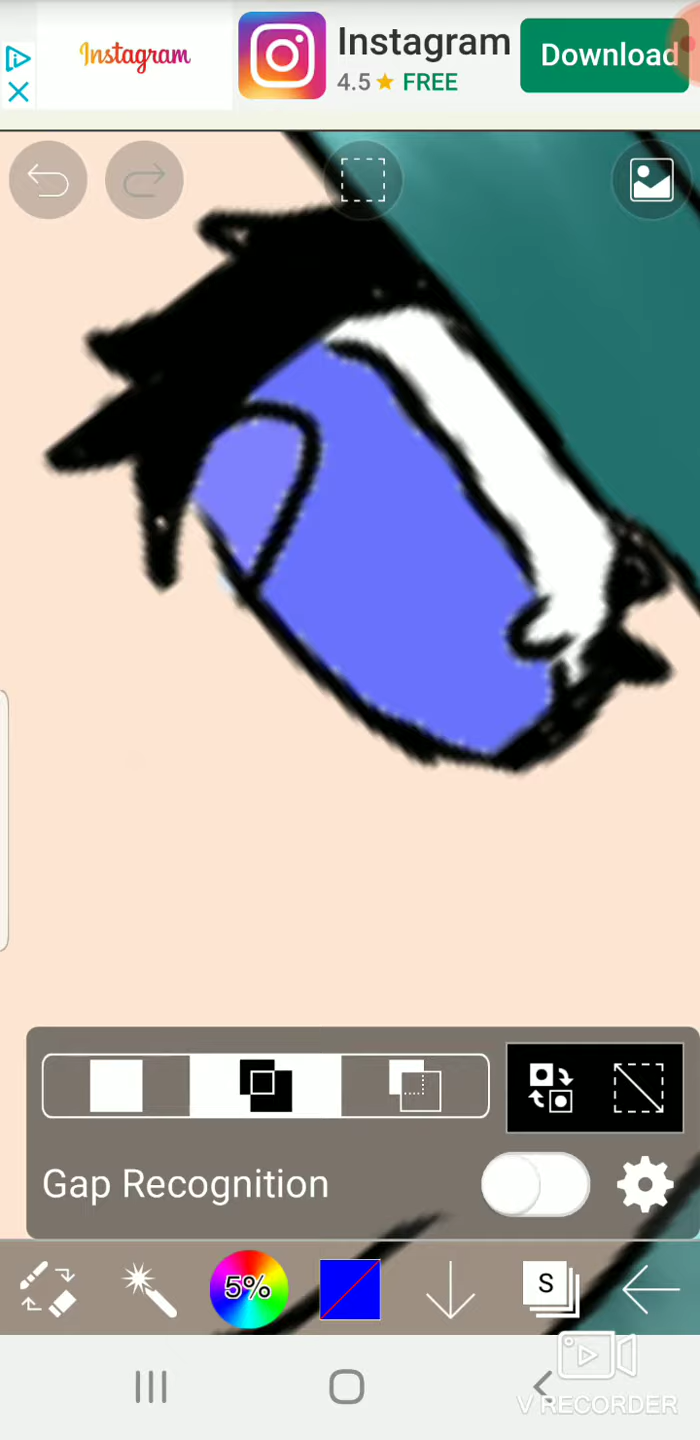 Instagram
Instagram
4.5 ★ FREE
Download
Gap Recognition
5%
S
V RECORDER